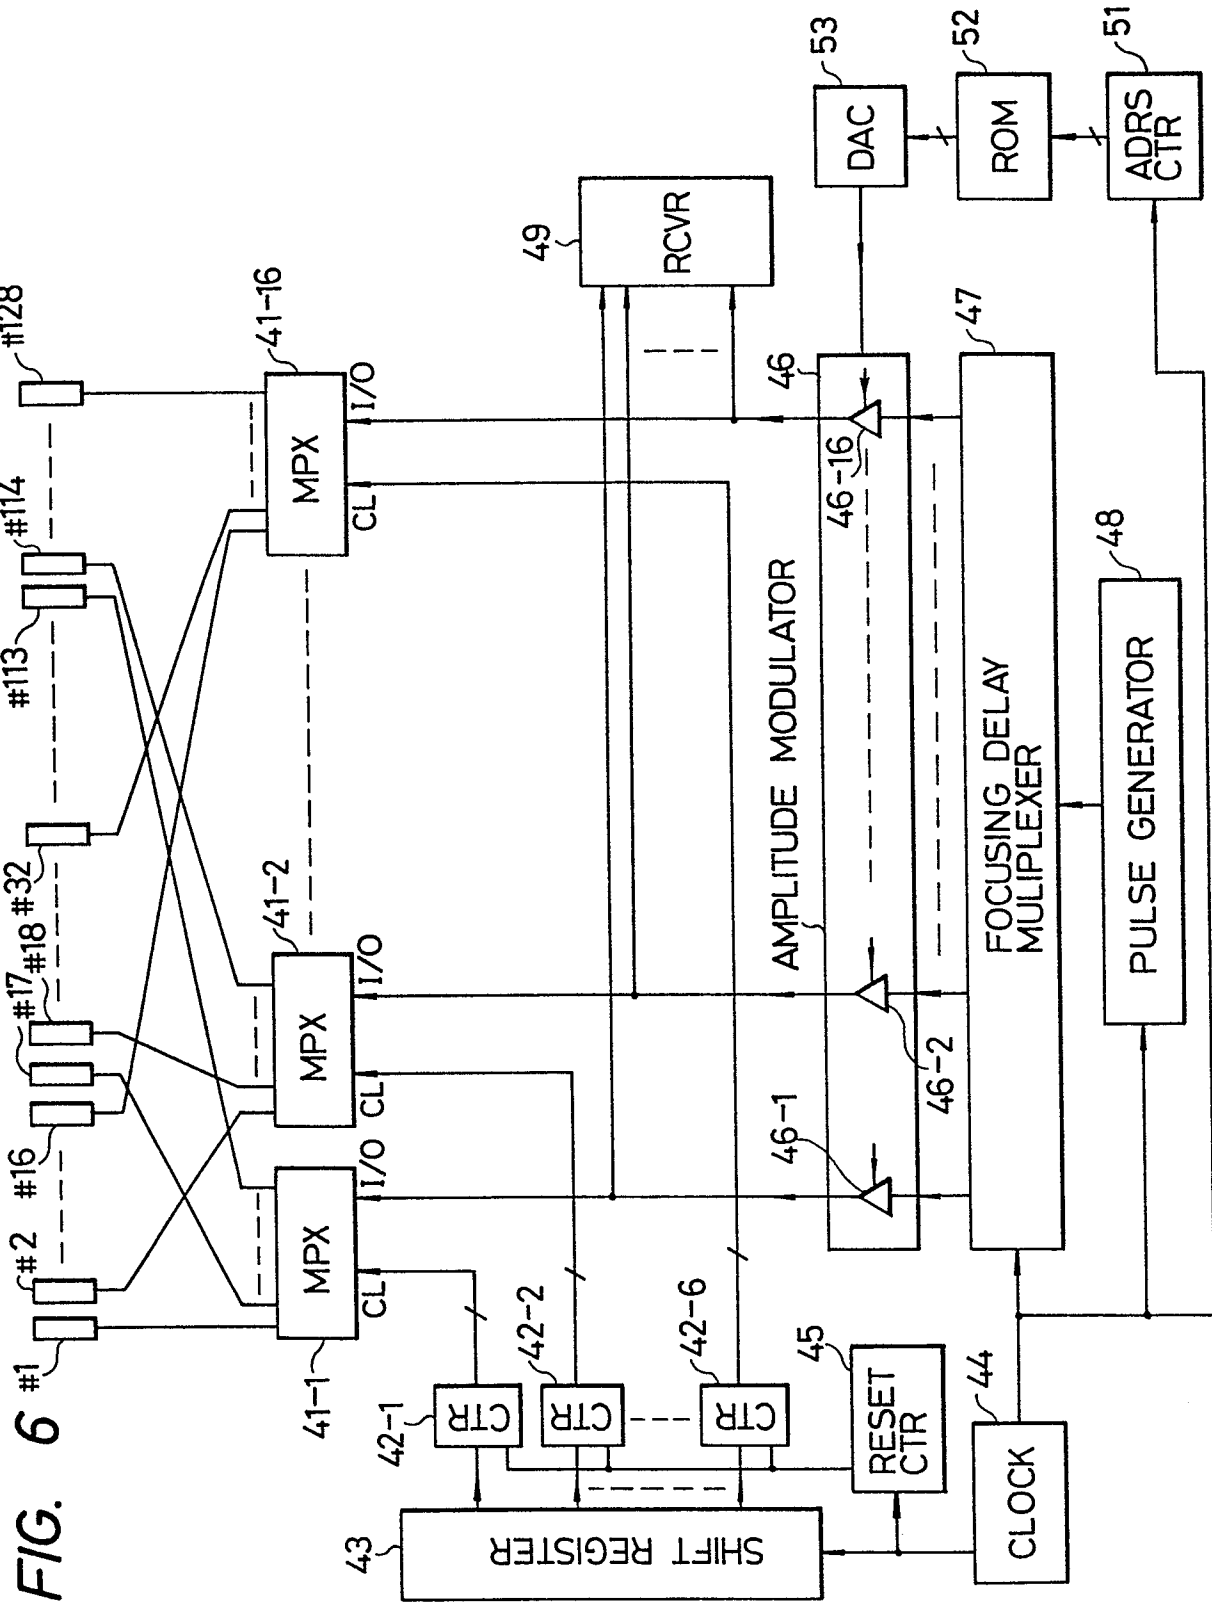 FIG. 6
#1
#2
#16
#17
#18
#32
#113
#114
#128
41-1
MPX
CL
I/O
41-2
MPX
CL
I/O
41-16
MPX
CL
I/O
42-1
CTR
42-2
CTR
42-6
CTR
43
SHIFT REGISTER
45
RESET
CTR
44
CLOCK
49
RCVR
AMPLITUDE MODULATOR
46
46-1
46-2
46-16
47
FOCUSING DELAY
MULIPLEXER
48
PULSE GENERATOR
53
DAC
52
ROM
51
ADRS
CTR